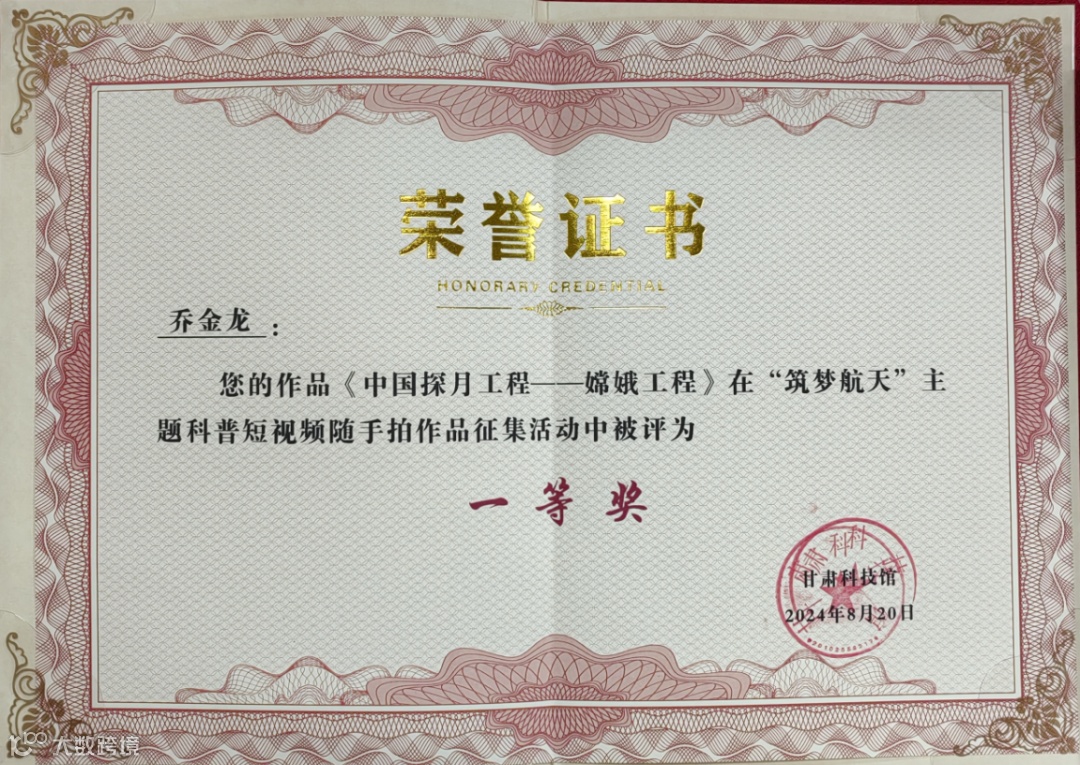 荣誉证书
HONORARY CREDENTIAL
乔金龙：
您的作品《中国探月工程——嫦娥工程》在“筑梦航天”主
题科普短视频随手拍作品征集活动中被评为
一等奖
甘肃科技馆
2024年8月20日
大数跨境